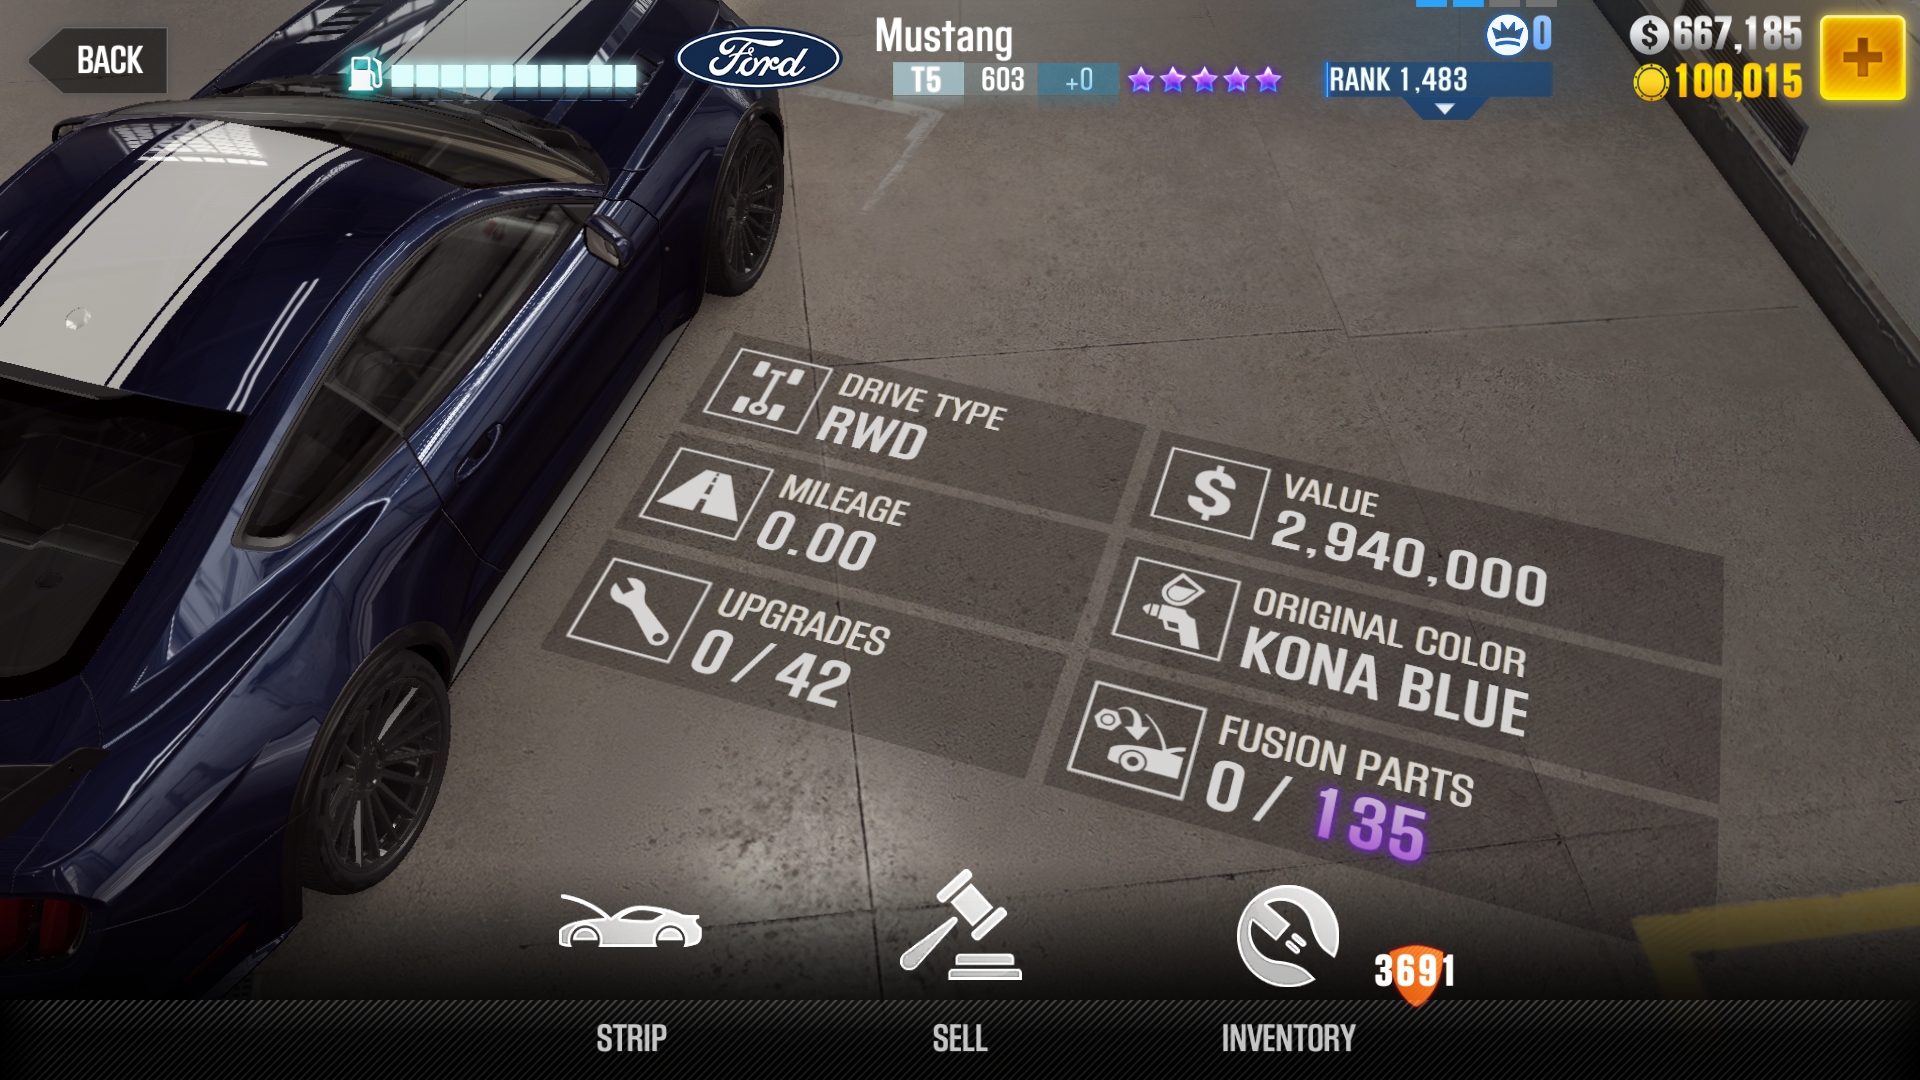 BACK
Ford
Mustang
T5 603 +0
RANK 1,483
0
$ 667,185
100,015
DRIVE TYPE
RWD
MILEAGE
0.00
UPGRADES
0/42
$ VALUE
2,940,000
ORIGINAL COLOR
KONA BLUE
FUSION PARTS
0/ 135
STRIP
SELL
INVENTORY
3691